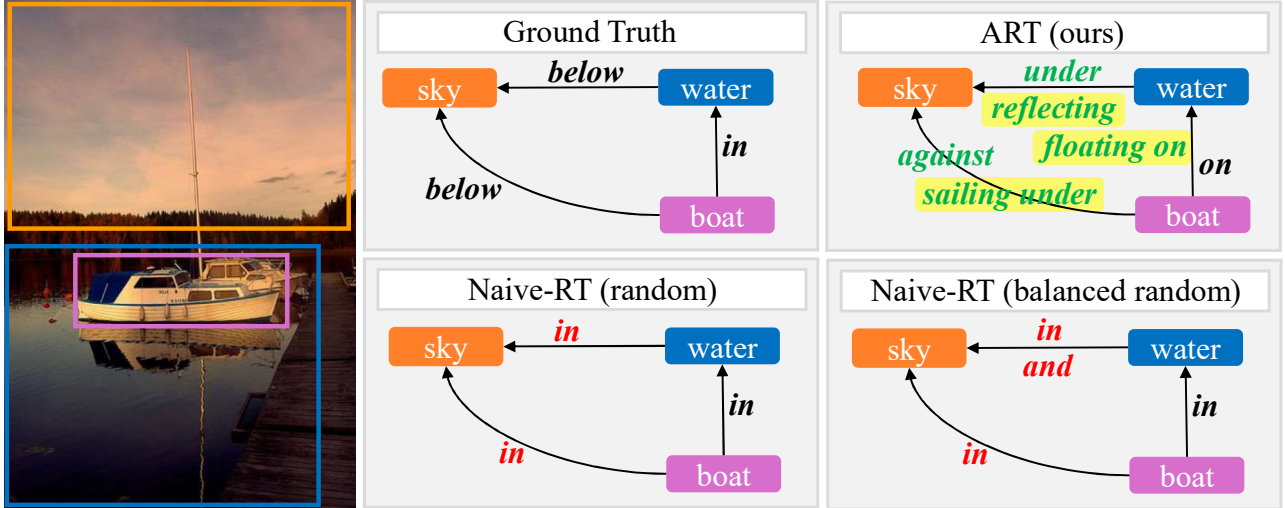 Ground Truth
sky
below
water
in
below
boat
ART (ours)
sky
under
water
reflecting
against
floating on
on
sailing under
boat
Naive-RT (random)
sky
in
water
in
in
boat
Naive-RT (balanced random)
sky
in
water
and
in
in
boat